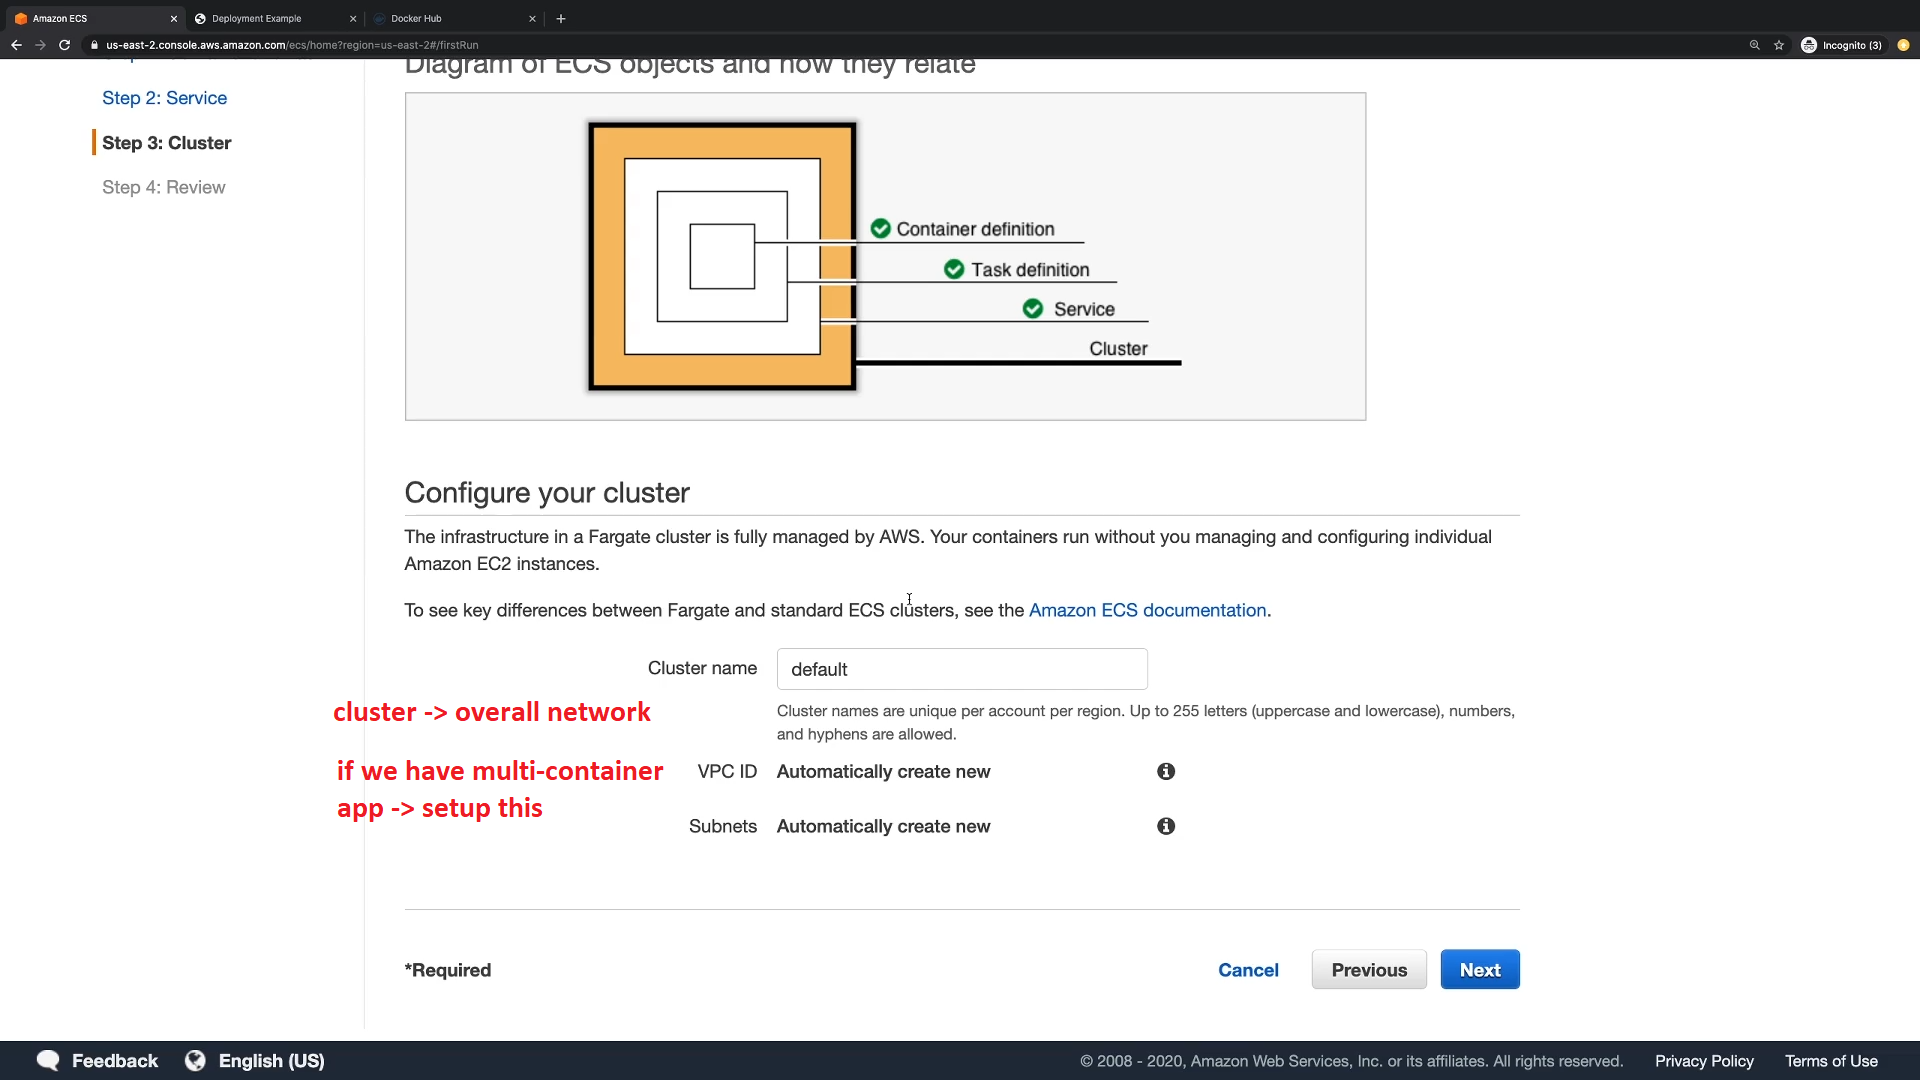 Amazon ECS
Deployment Example
Docker Hub
us-east-2.console.aws.amazon.com/ecs/home?region=us-east-2#/firstRun
Incognito (3)
Diagram of ECS objects and how they relate
Step 2: Service
Step 3: Cluster
Step 4: Review
Container definition
Task definition
Service
Cluster
Configure your cluster
The infrastructure in a Fargate cluster is fully managed by AWS. Your containers run without you managing and configuring individual
Amazon EC2 instances.
To see key differences between Fargate and standard ECS clusters, see the Amazon ECS documentation.
Cluster name
default
cluster -> overall network
Cluster names are unique per account per region. Up to 255 letters (uppercase and lowercase), numbers,
and hyphens are allowed.
if we have multi-container
app -> setup this
VPC ID Automatically create new
Subnets Automatically create new
*Required
Cancel
Previous
Next
Feedback
English (US)
© 2008 - 2020, Amazon Web Services, Inc. or its affiliates. All rights reserved.
Privacy Policy
Terms of Use